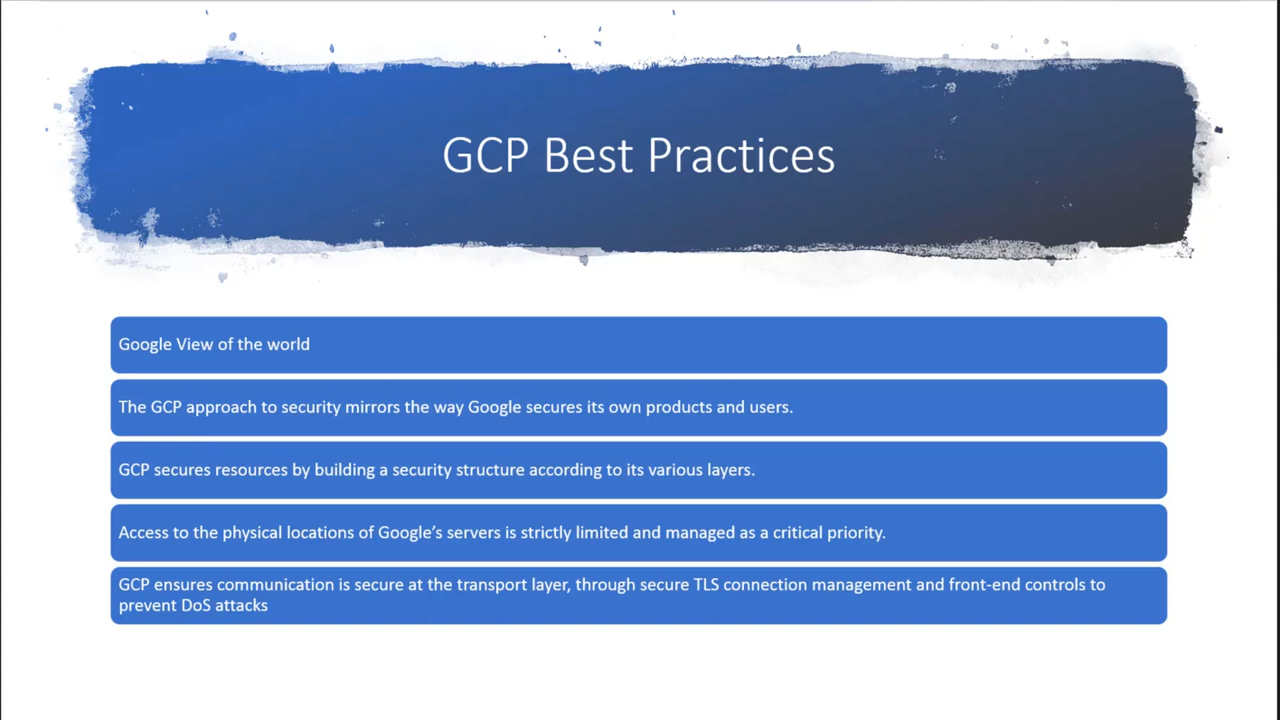 GCP Best Practices
Google View of the world
The GCP approach to security mirrors the way Google secures its own products and users.
GCP secures resources by building a security structure according to its various layers.
Access to the physical locations of Google’s servers is strictly limited and managed as a critical priority.
GCP ensures communication is secure at the transport layer, through secure TLS connection management and front-end controls to
prevent DoS attacks